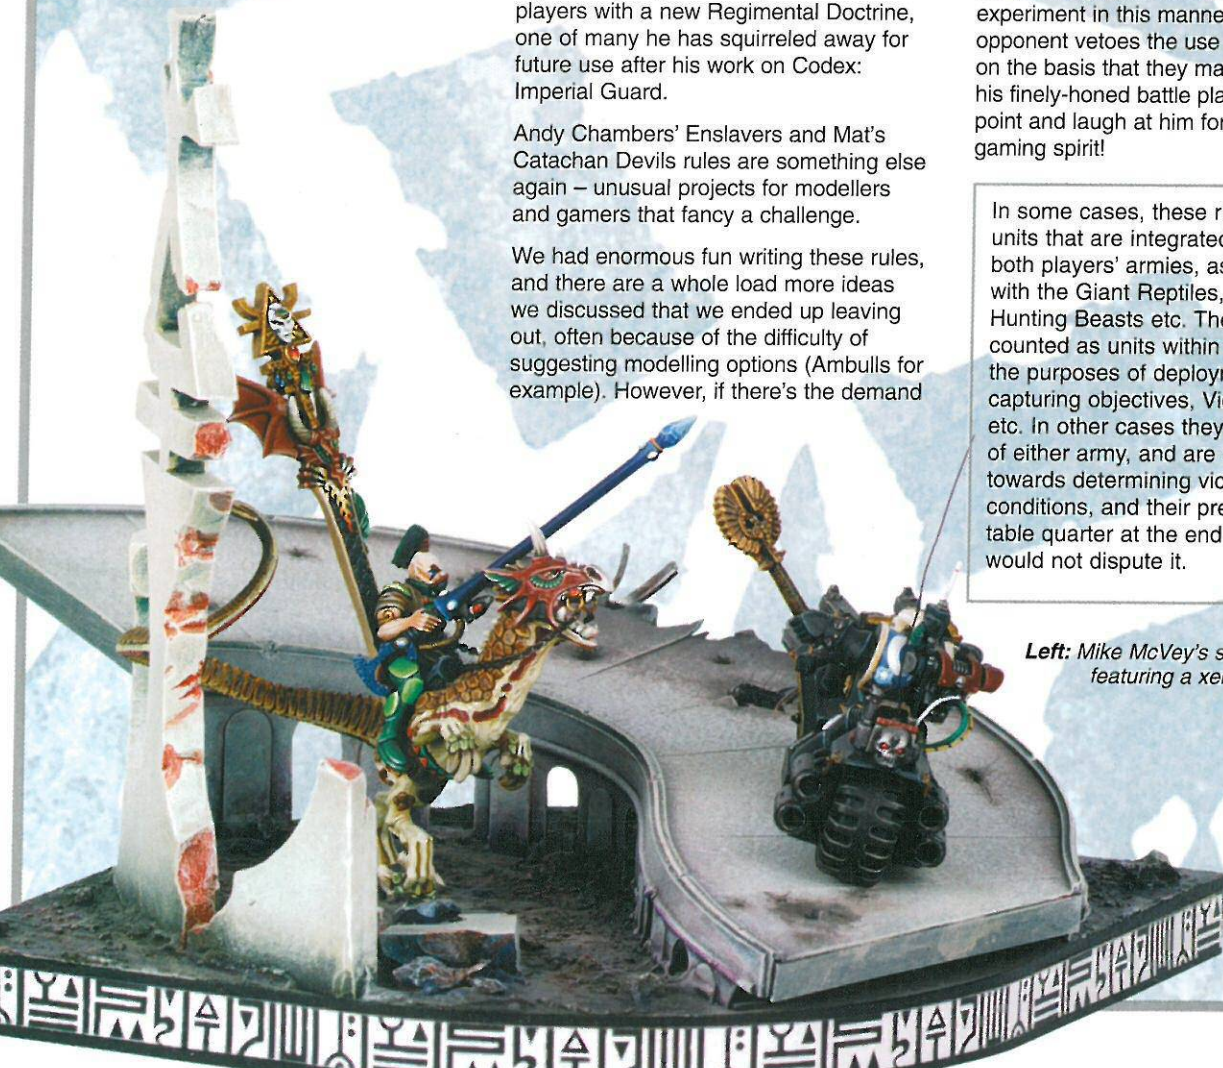 players with a new Regimental Doctrine,
one of many he has squirreled away for
future use after his work on Codex:
Imperial Guard.
Andy Chambers' Enslavers and Mat's
Catachan Devils rules are something else
again – unusual projects for modellers
and gamers that fancy a challenge.
We had enormous fun writing these rules,
and there are a whole load more ideas
we discussed that we ended up leaving
out, often because of the difficulty of
suggesting modelling options (Ambulls for
example). However, if there's the demand
experiment in this manne
opponent vetoes the use
on the basis that they ma
his finely-honed battle pla
point and laugh at him for
gaming spirit!
In some cases, these r
units that are integrated
both players' armies, as
with the Giant Reptiles,
Hunting Beasts etc. The
counted as units within
the purposes of deployr
capturing objectives, Vi
etc. In other cases they
of either army, and are
towards determining vic
conditions, and their pre
table quarter at the end
would not dispute it.
Left: Mike McVey's s
featuring a xe